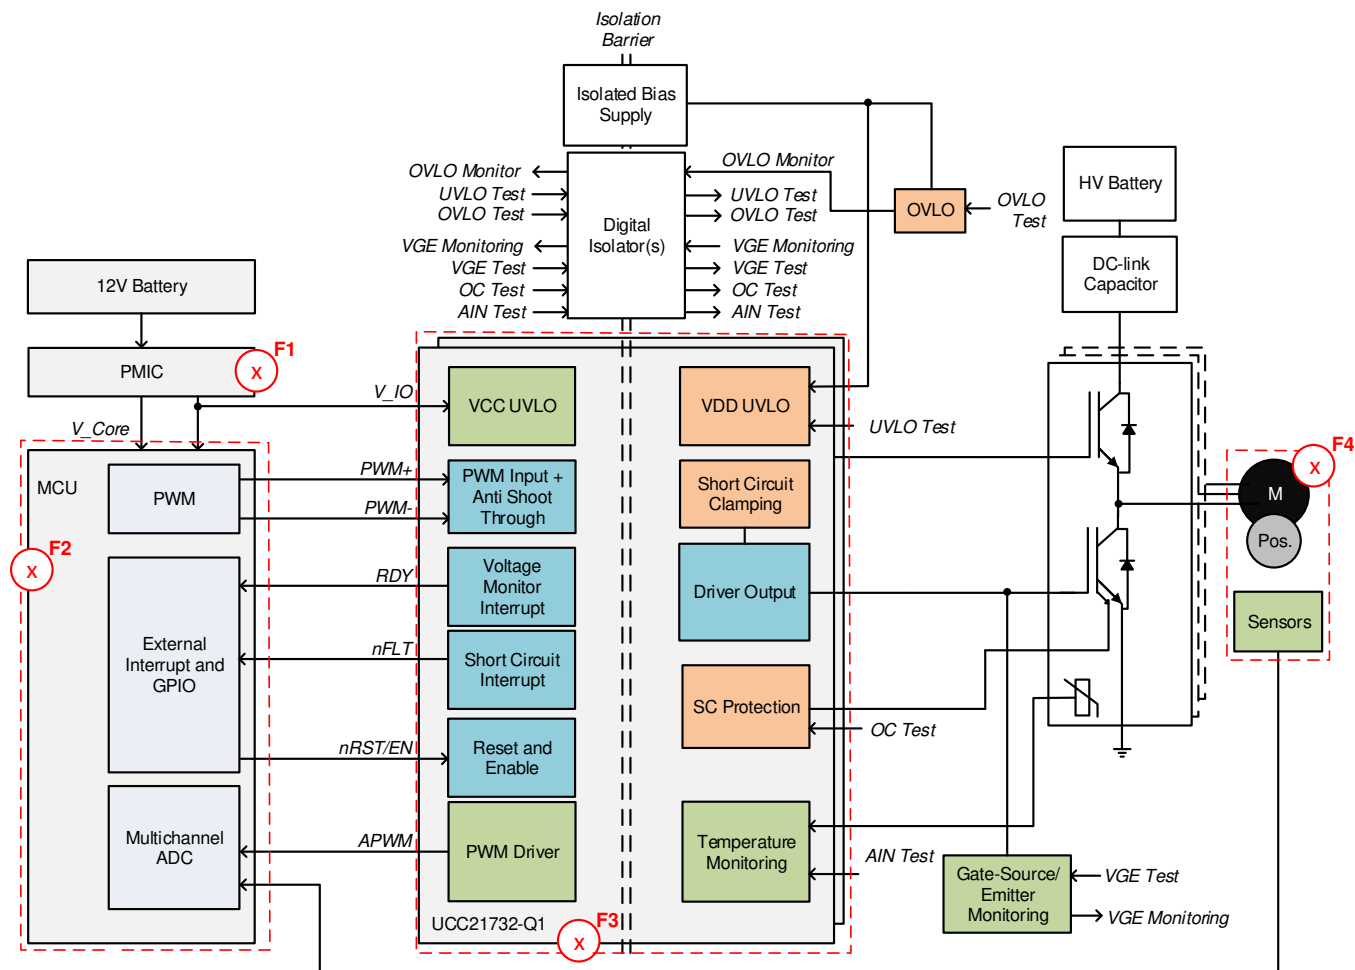 Isolation
Barrier
Isolated Bias
Supply
OVLO Monitor
UVLO Test
OVLO Test
VGE Monitoring
VGE Test
OC Test
AIN Test
Digital
Isolator(s)
OVLO Monitor
UVLO Test
OVLO Test
VGE Monitoring
VGE Test
OC Test
AIN Test
OVLO
OVLO
Test
HV Battery
DC-link
Capacitor
12V Battery
PMIC
X
F1
V_Core
V_IO
MCU
PWM
PWM+
PWM-
X
F2
External
Interrupt and
GPIO
RDY
nFLT
nRST/EN
Multichannel
ADC
APWM
VCC UVLO
PWM Input +
Anti Shoot
Through
Voltage
Monitor
Interrupt
Short Circuit
Interrupt
Reset and
Enable
PWM Driver
UCC21732-Q1
X
F3
VDD UVLO
UVLO Test
Short Circuit
Clamping
Driver Output
SC Protection
OC Test
Temperature
Monitoring
AIN Test
Gate-Source/
Emitter
Monitoring
VGE Test
VGE Monitoring
X
F4
M
Pos.
Sensors